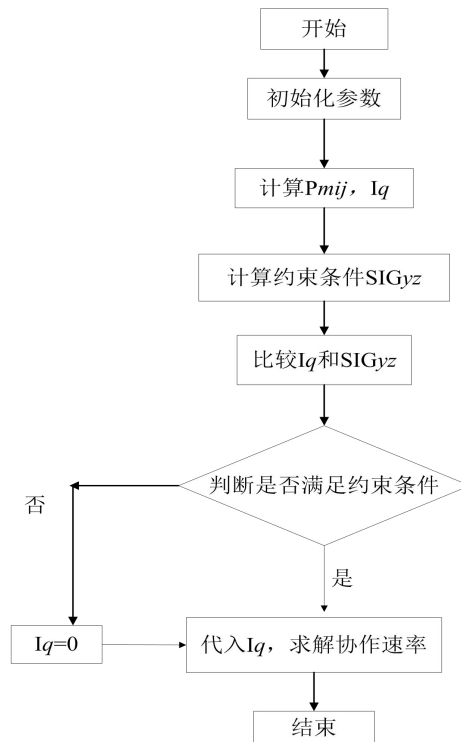 开始
初始化参数
计算Pmij，Iq
计算约束条件SIGyz
比较Iq和SIGyz
判断是否满足约束条件
否
是
Iq=0
代入Iq，求解协作速率
结束